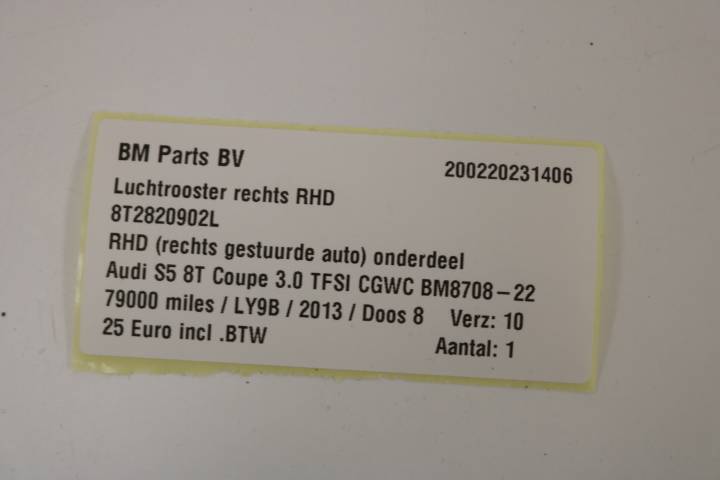 BM Parts BV 200220231406
Luchtrooster rechts RHD
8T2820902L
RHD (rechts gestuurde auto) onderdeel
Audi S5 8T Coupe 3.0 TFSI CGWC BM8708-22
79000 miles / LY9B / 2013 / Doos 8 Verz: 10
25 Euro incl .BTW Aantal: 1